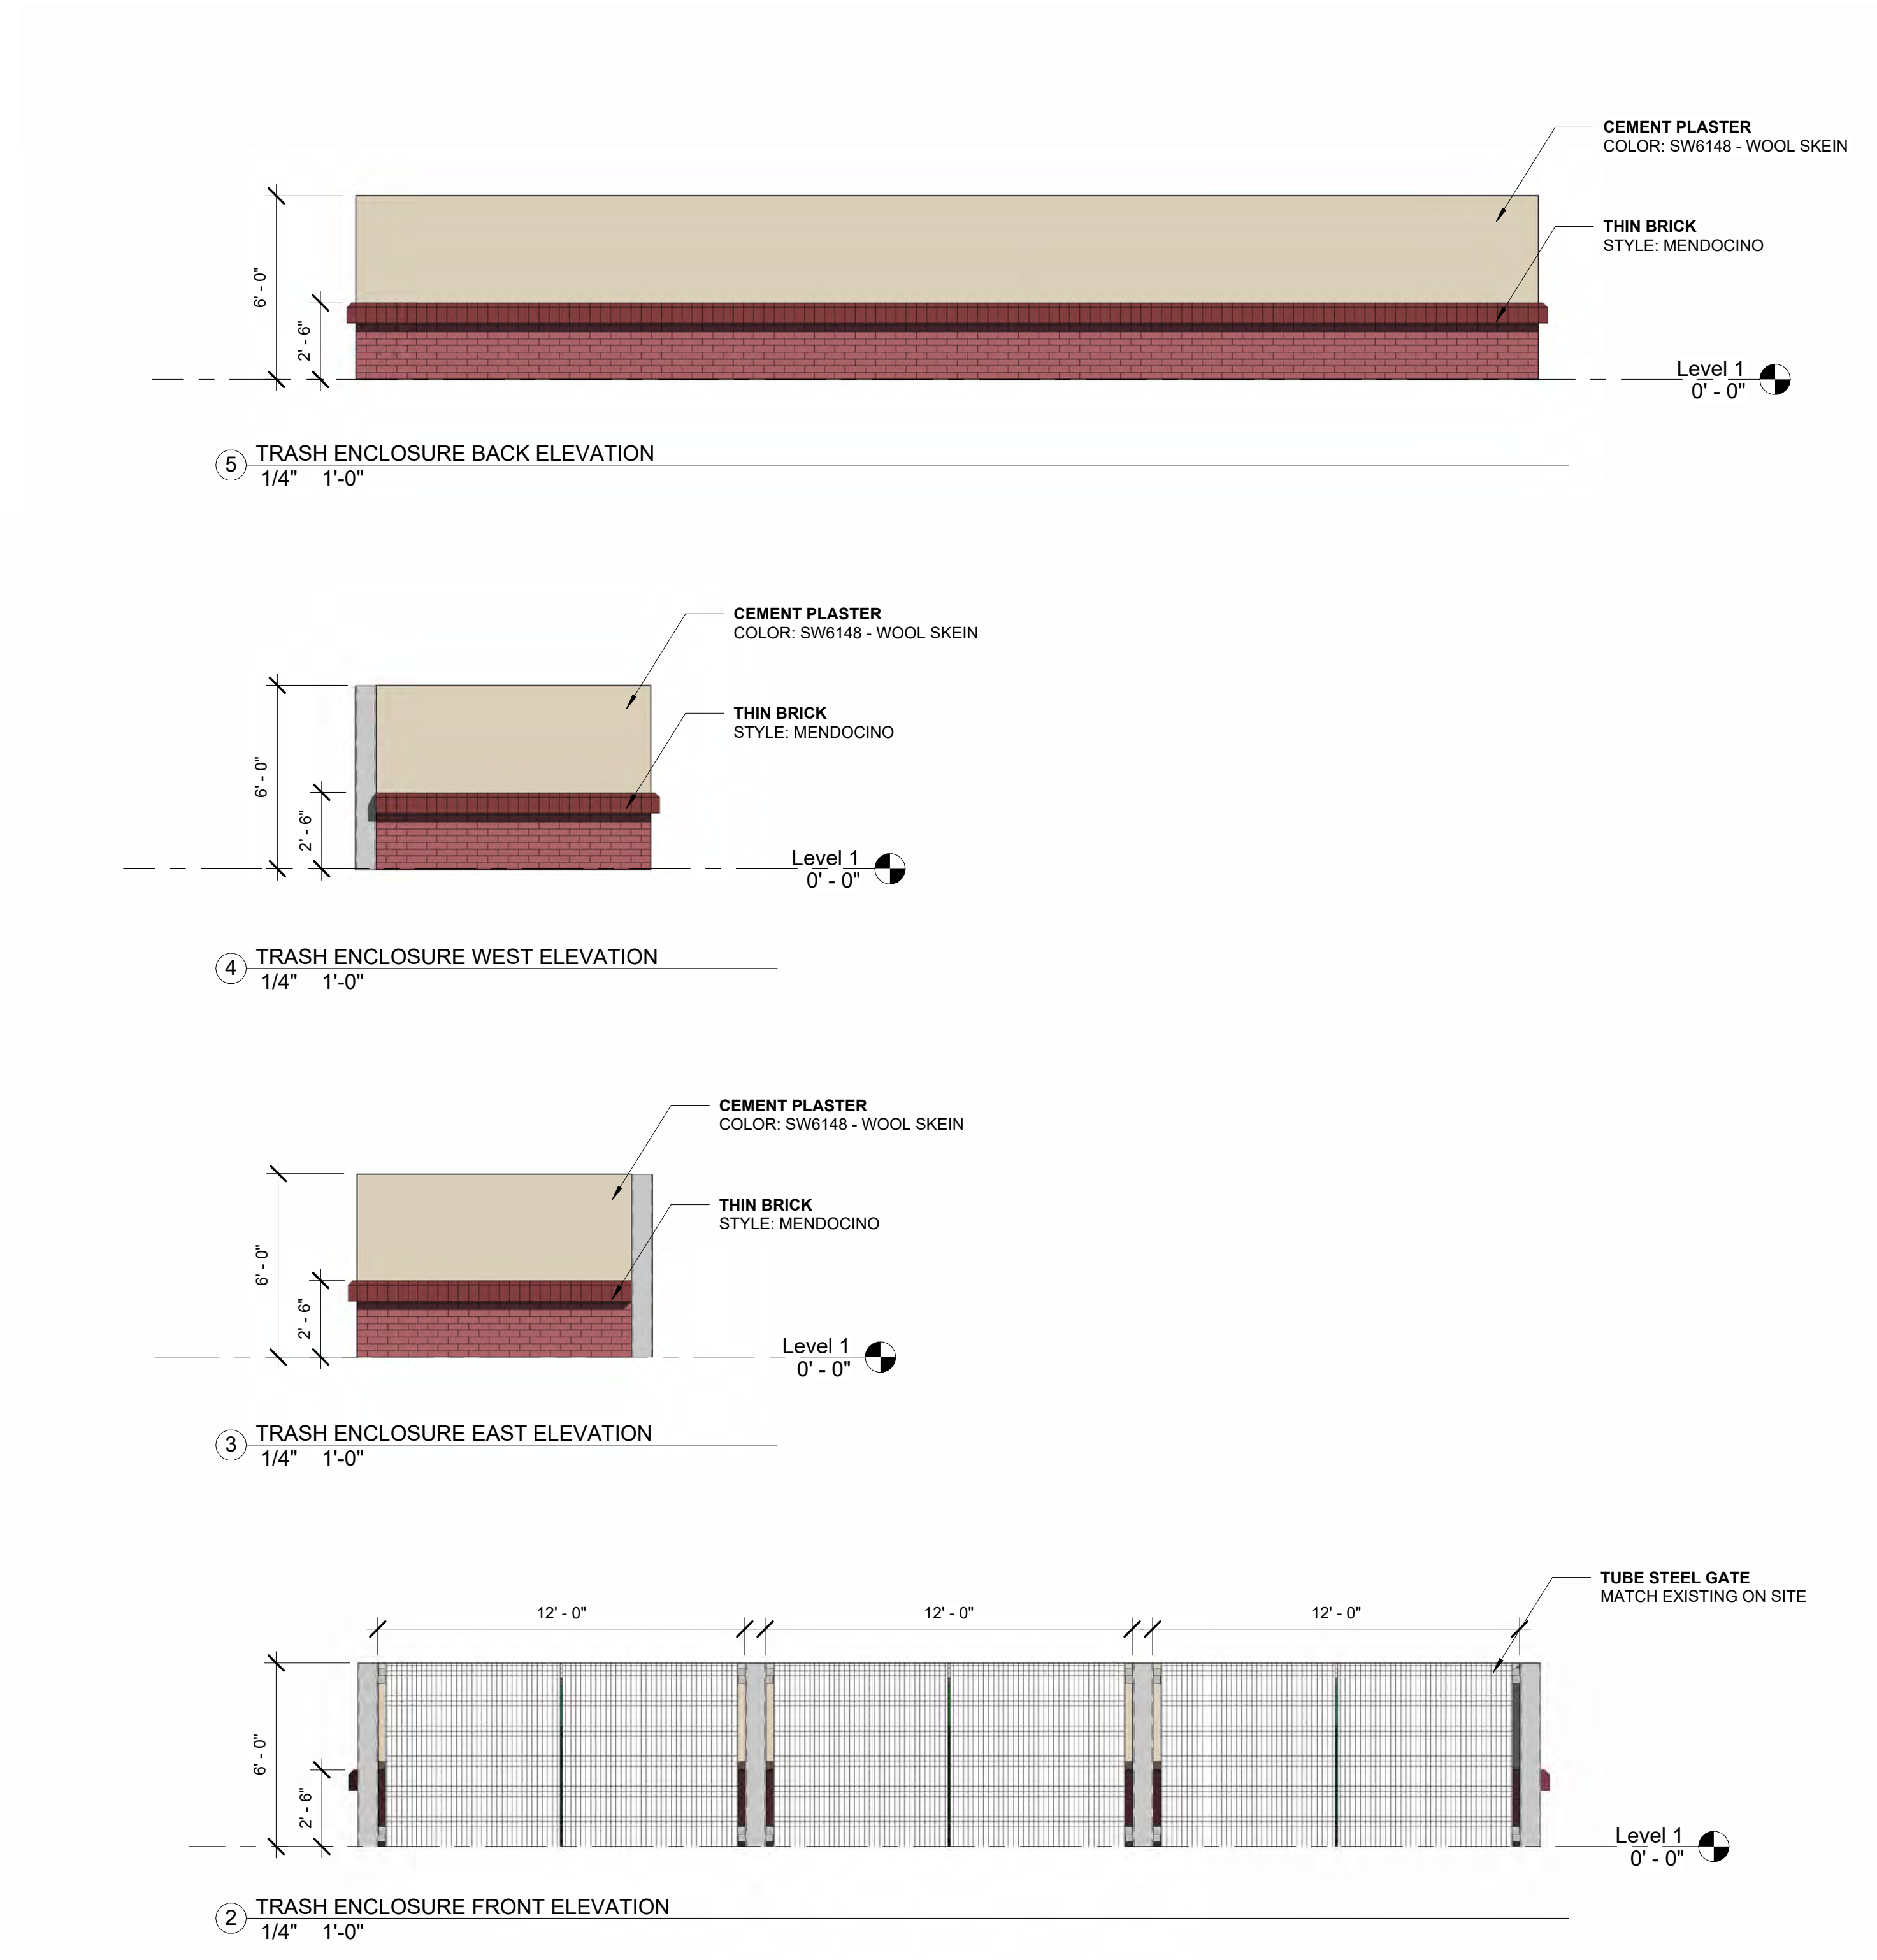 CEMENT PLASTER
COLOR: SW6148 - WOOL SKEIN
THIN BRICK
STYLE: MENDOCINO
6' - 0"
2' - 6"
Level 1
0' - 0"
5
TRASH ENCLOSURE BACK ELEVATION
1/4" 1'-0"
CEMENT PLASTER
COLOR: SW6148 - WOOL SKEIN
THIN BRICK
STYLE: MENDOCINO
6' - 0"
2' - 6"
Level 1
0' - 0"
4
TRASH ENCLOSURE WEST ELEVATION
1/4" 1'-0"
CEMENT PLASTER
COLOR: SW6148 - WOOL SKEIN
THIN BRICK
STYLE: MENDOCINO
6' - 0"
2' - 6"
Level 1
0' - 0"
3
TRASH ENCLOSURE EAST ELEVATION
1/4" 1'-0"
TUBE STEEL GATE
MATCH EXISTING ON SITE
12' - 0" 12' - 0" 12' - 0"
6' - 0"
2' - 6"
Level 1
0' - 0"
2
TRASH ENCLOSURE FRONT ELEVATION
1/4" 1'-0"